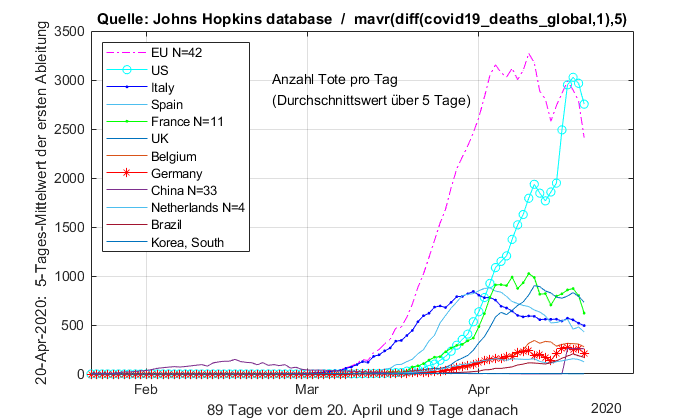 Quelle: Johns Hopkins database / mavr(diff(covid19_deaths_global,1),5)
20-Apr-2020: 5-Tages-Mittelwert der ersten Ableitung
3500
3000
2500
2000
1500
1000
500
0
EU N=42
US
Italy
Spain
France N=11
UK
Belgium
Germany
China N=33
Netherlands N=4
Brazil
Korea, South
Anzahl Tote pro Tag
(Durchschnittswert über 5 Tage)
Feb
Mar
Apr
89 Tage vor dem 20. April und 9 Tage danach
2020